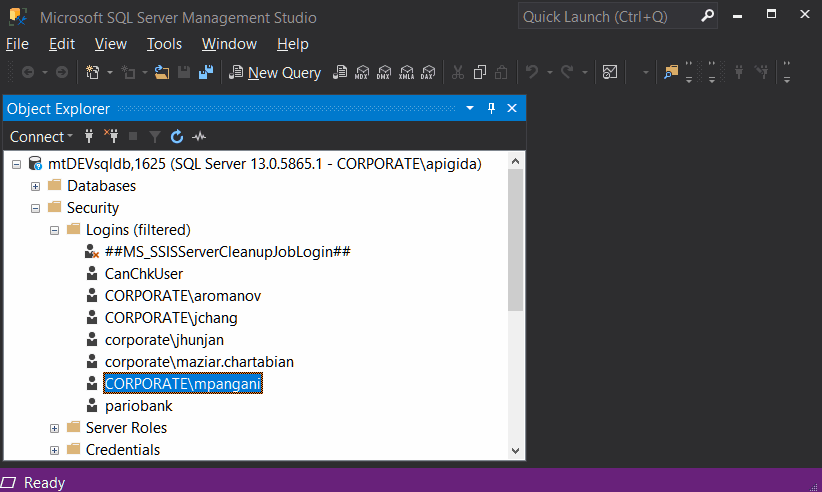 Microsoft SQL Server Management Studio
Quick Launch (Ctrl+Q)
File Edit View Tools Window Help
New Query MDX DMX XMLA DAX
Object Explorer
Connect
mtDEVsqldb,1625 (SQL Server 13.0.5865.1 - CORPORATE\apigida)
Databases
Security
Logins (filtered)
##MS_SSISServerCleanupJobLogin##
CanChkUser
CORPORATE\aromanov
CORPORATE\jchang
corporate\jhunjan
corporate\maziar.chartabian
CORPORATE\mpangani
pariobank
Server Roles
Credentials
Ready